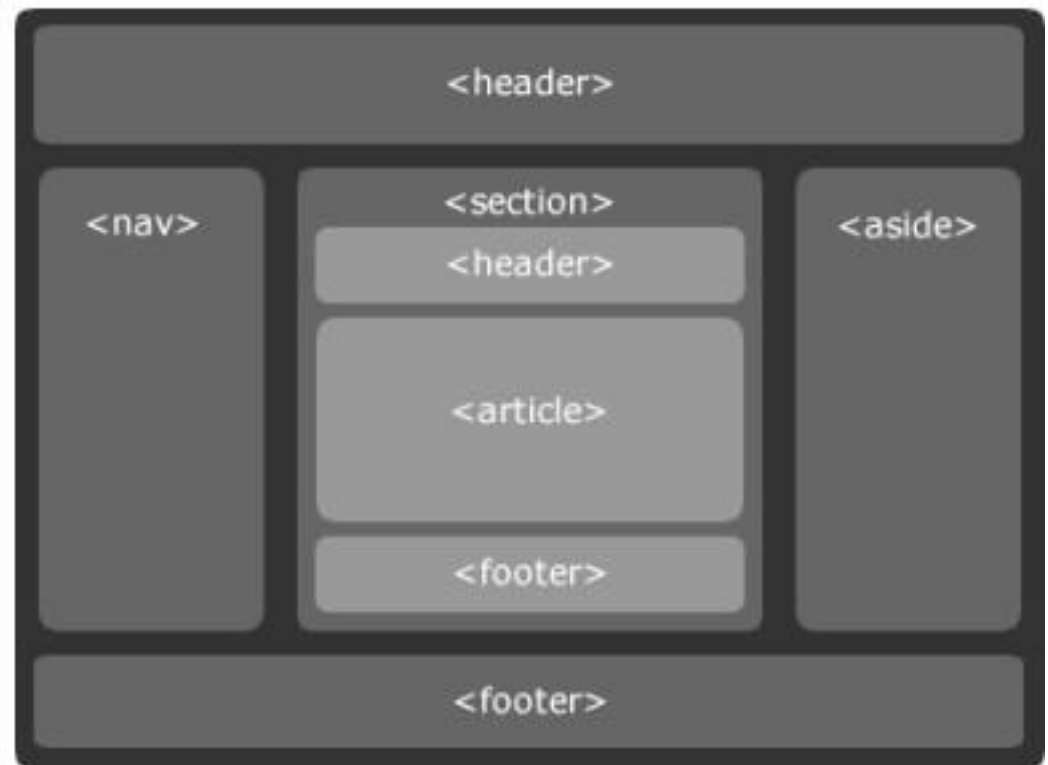 <header>
<nav>
<section>
<header>
<article>
<footer>
<aside>
<footer>